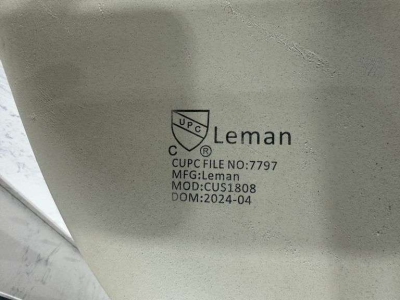 UPC
C ® Leman
CUPC FILE NO:7797
MFG:Leman
MOD:CUS1808
DOM:2024-04